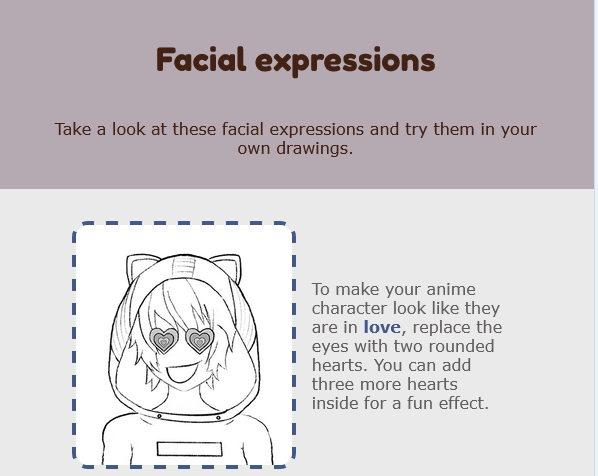 Facial expressions
Take a look at these facial expressions and try them in your
own drawings.
To make your anime
character look like they
are in love, replace the
eyes with two rounded
hearts. You can add
three more hearts
inside for a fun effect.